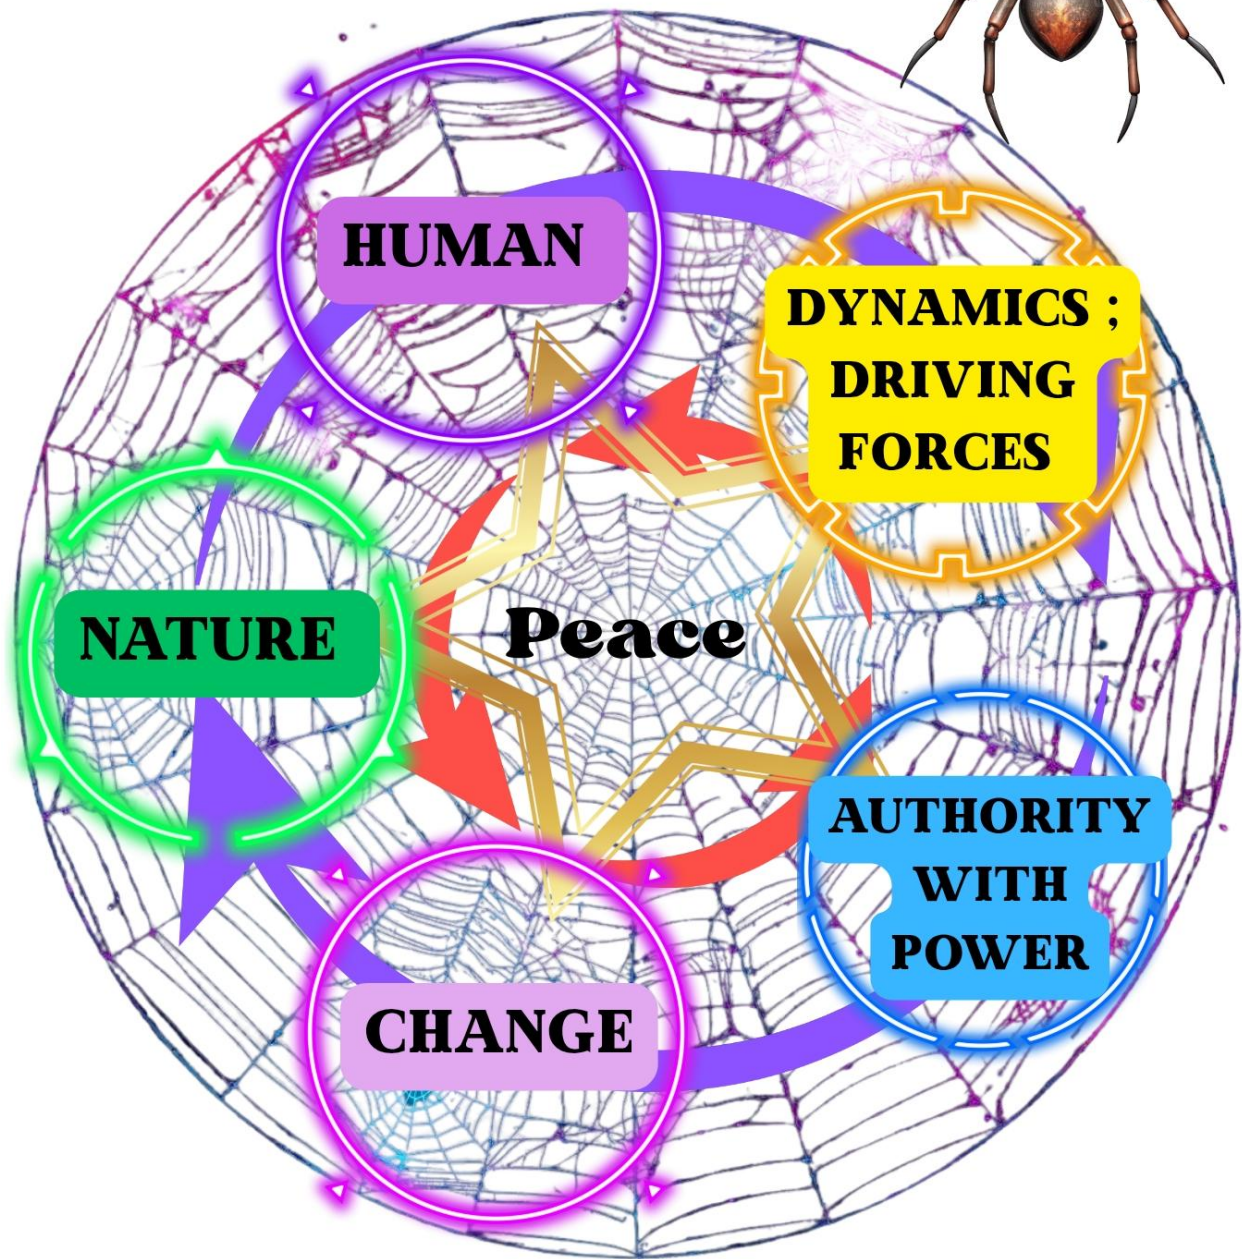 HUMAN
DYNAMICS ;
DRIVING
FORCES
NATURE
Peace
AUTHORITY
WITH
POWER
CHANGE